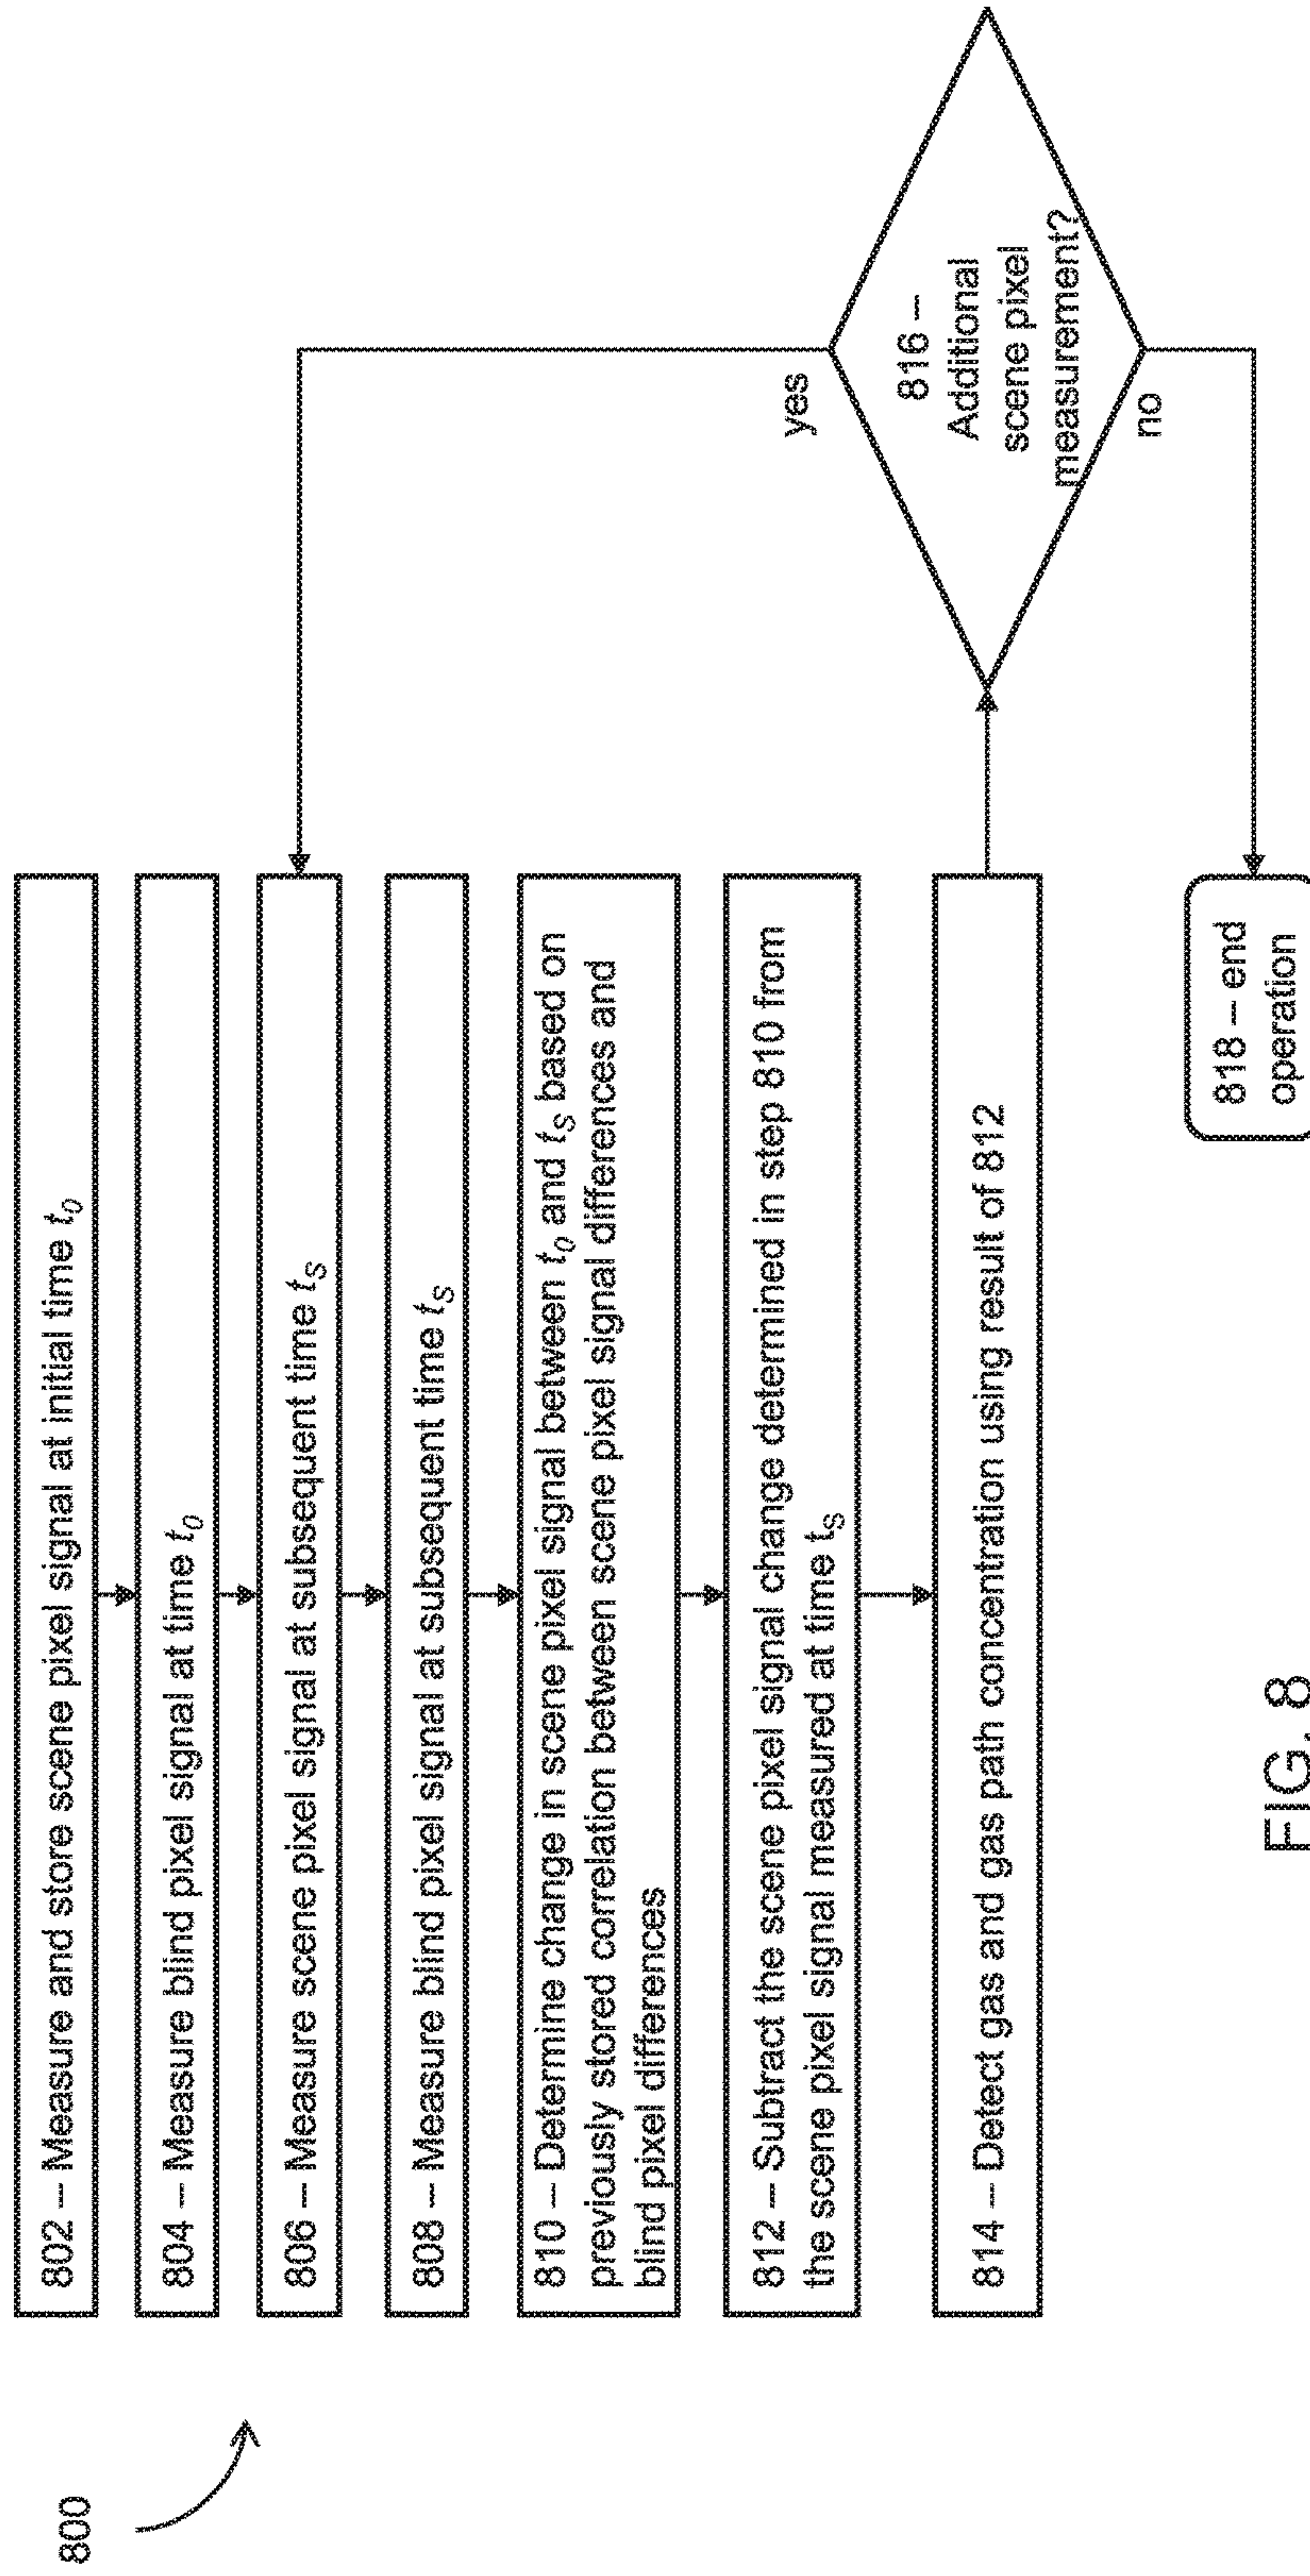 800
802 – Measure and store scene pixel signal at initial time t0
804 – Measure blind pixel signal at time t0
806 – Measure scene pixel signal at subsequent time tS
808 – Measure blind pixel signal at subsequent time tS
810 – Determine change in scene pixel signal between t0 and tS based on
previously stored correlation between scene pixel signal differences and
blind pixel differences
812 – Subtract the scene pixel signal change determined in step 810 from
the scene pixel signal measured at time tS
814 – Detect gas and gas path concentration using result of 812
yes
816 –
Additional
scene pixel
measurement?
no
818 – end
operation
FIG. 8